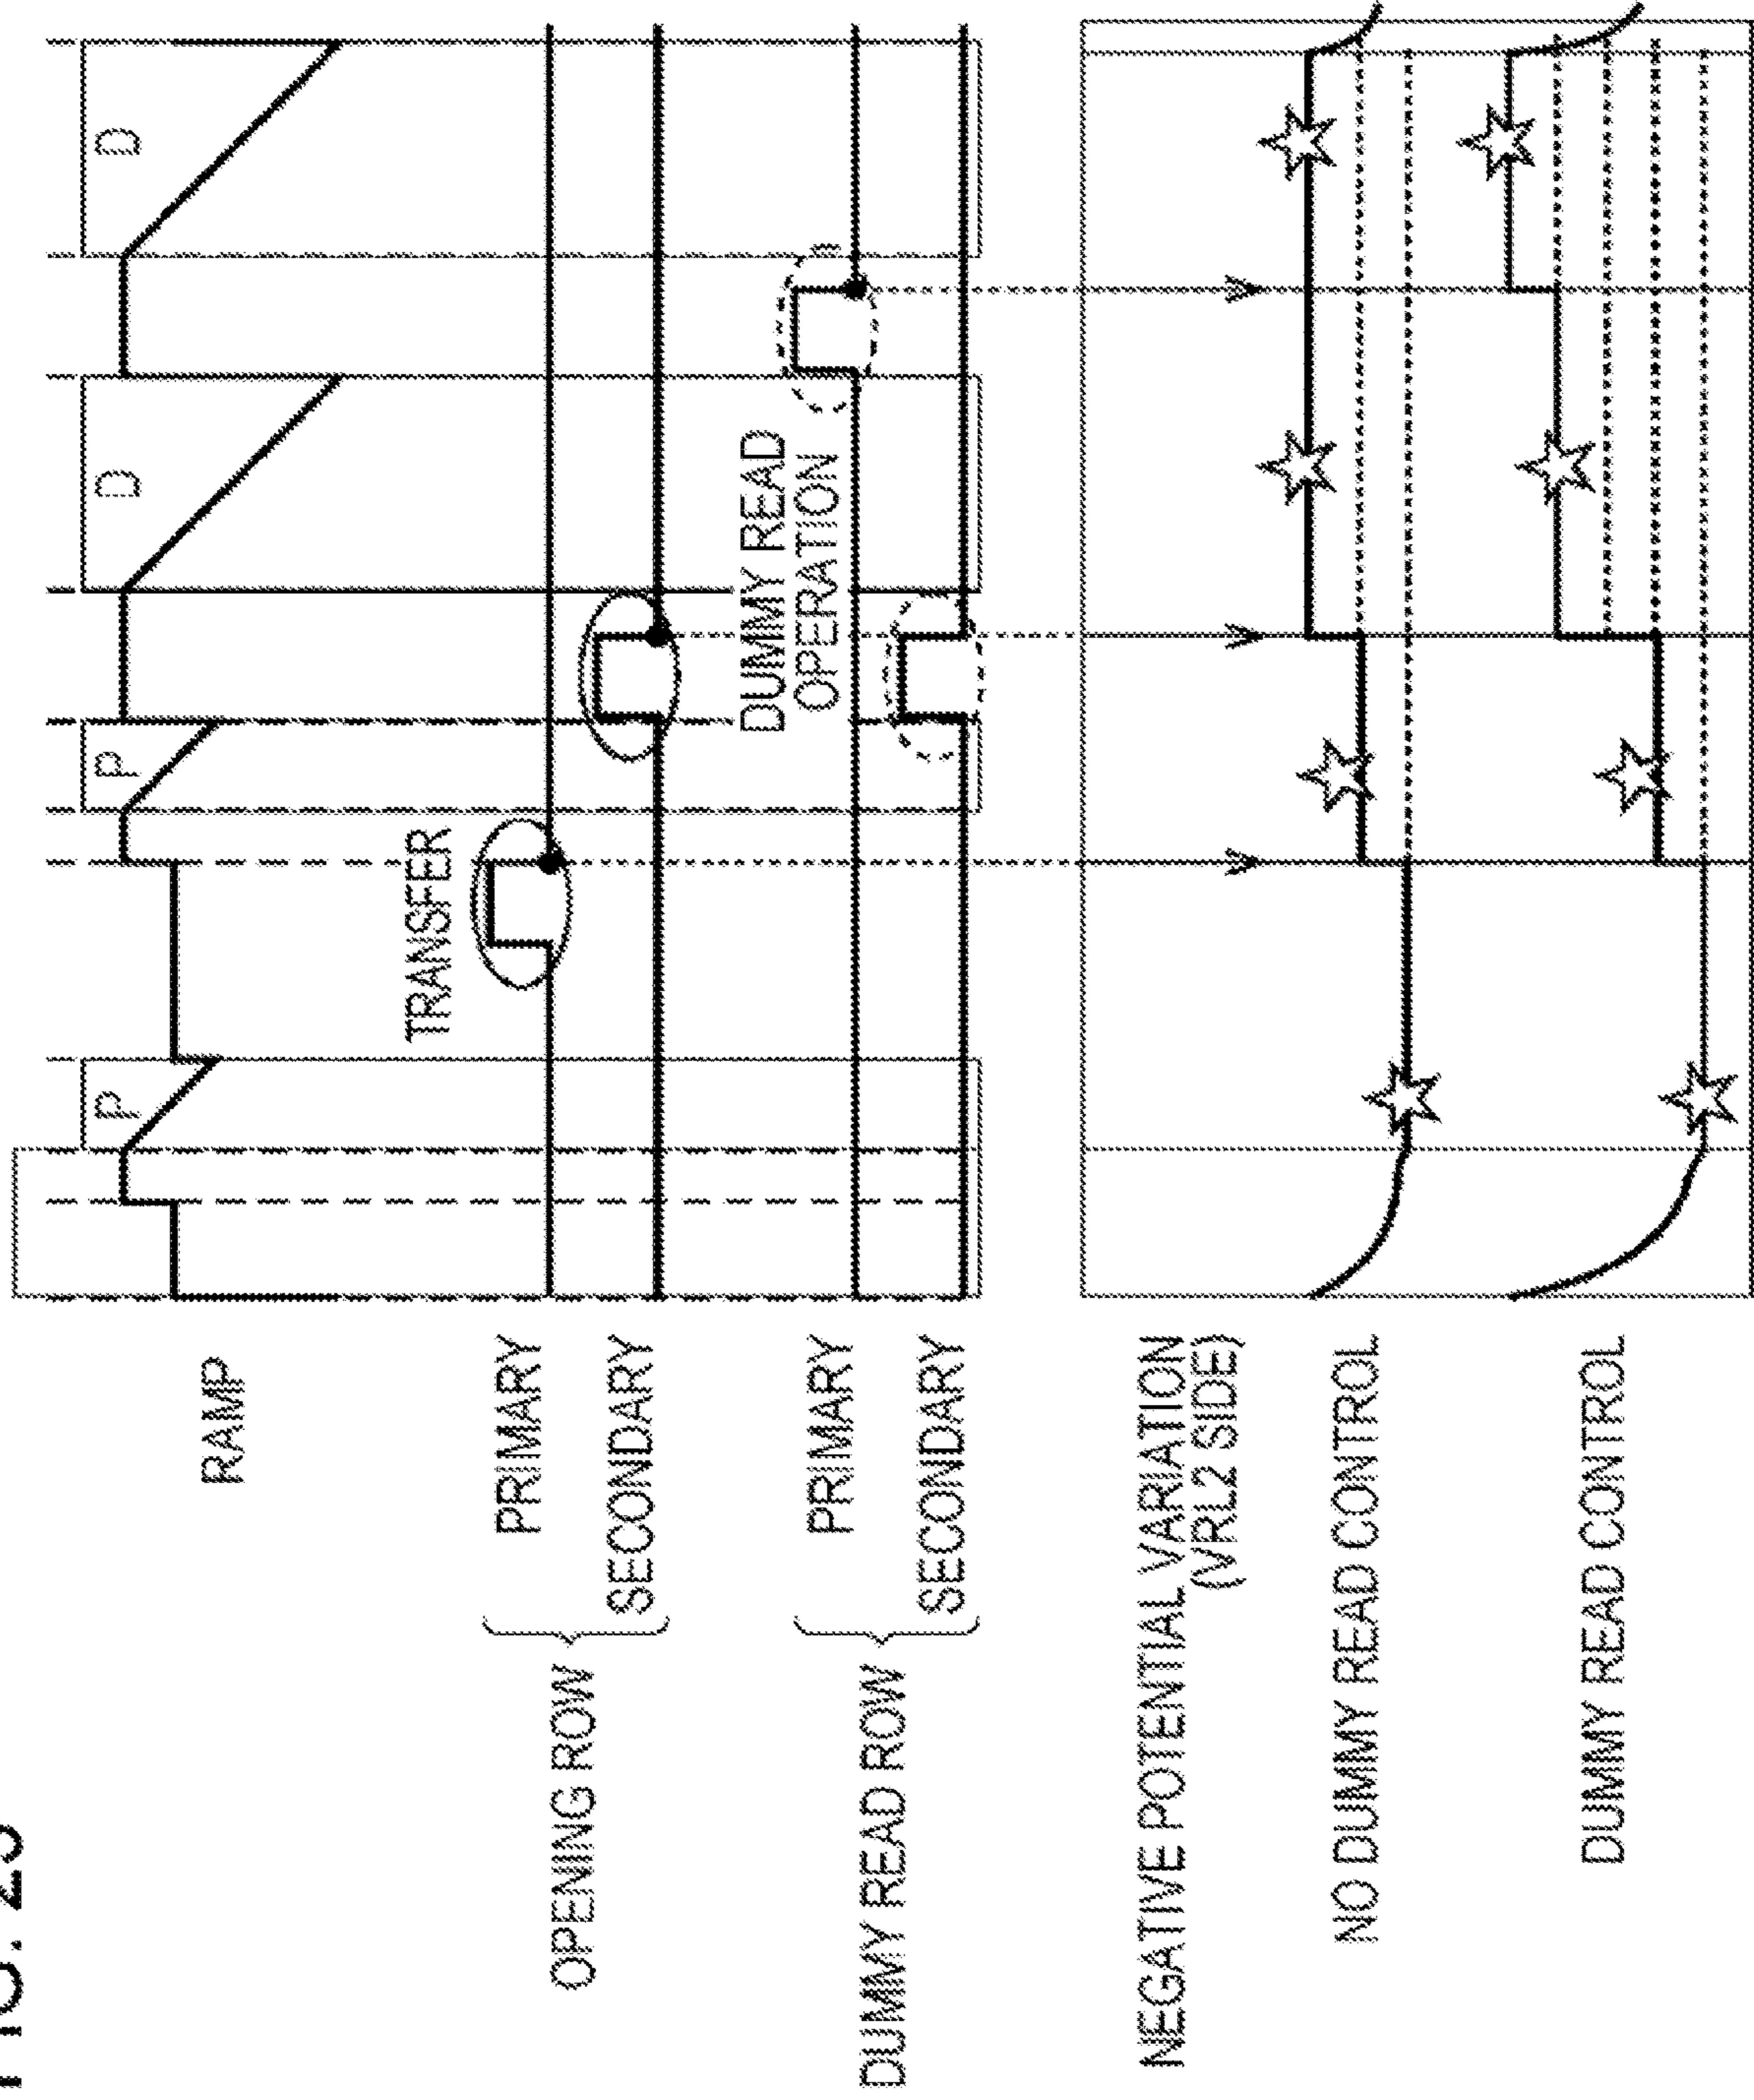 P
P
D
D
RAMP
TRANSFER
OPENING ROW
PRIMARY
SECONDARY
DUMMY READ
OPERATION
DUMMY READ ROW
PRIMARY
SECONDARY
NEGATIVE POTENTIAL VARIATION
(VRL2 SIDE)
NO DUMMY READ CONTROL
DUMMY READ CONTROL